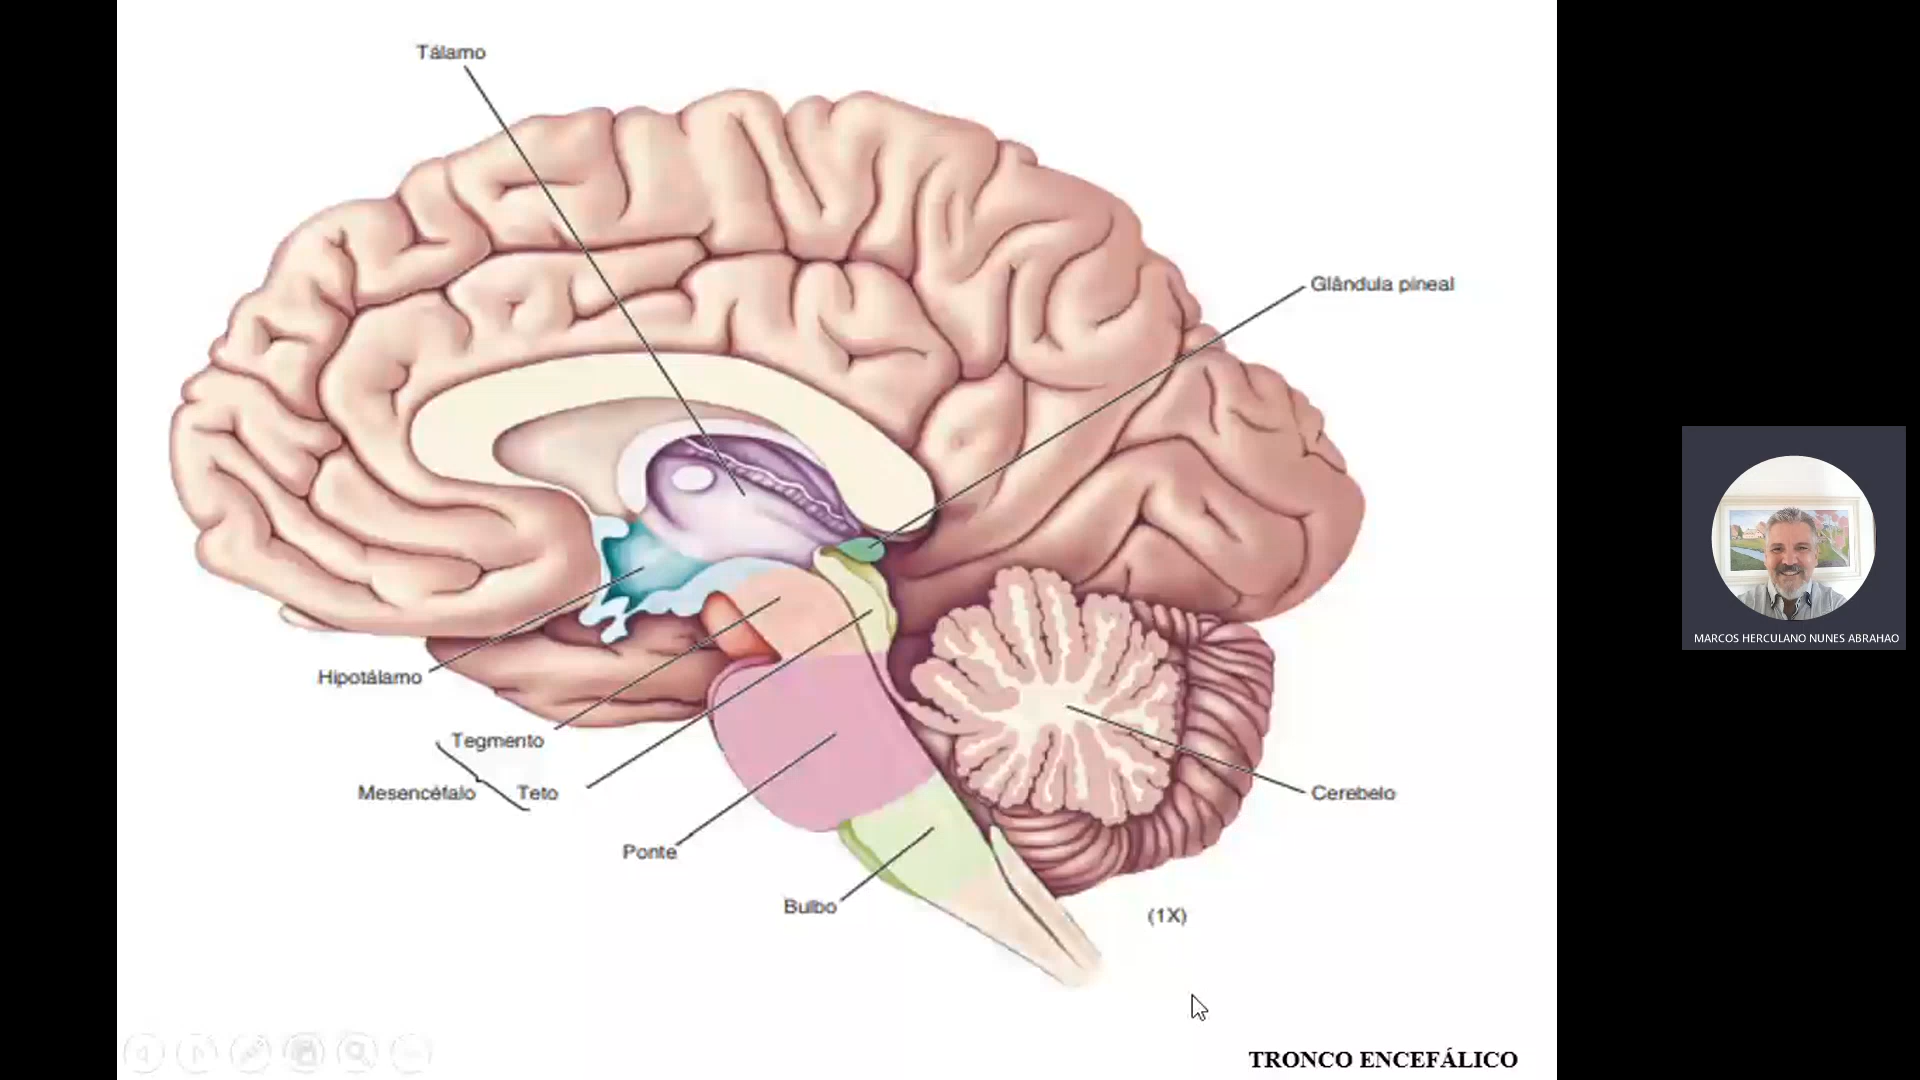 Tálamo
Glândula pineal
Hipotálamo
Tegmento
Mesencéfalo
Teto
Cerebelo
Ponte
Bulbo
(1X)
TRONCO ENCEFÁLICO
MARCOS HERCULANO NUNES ABRAHAO